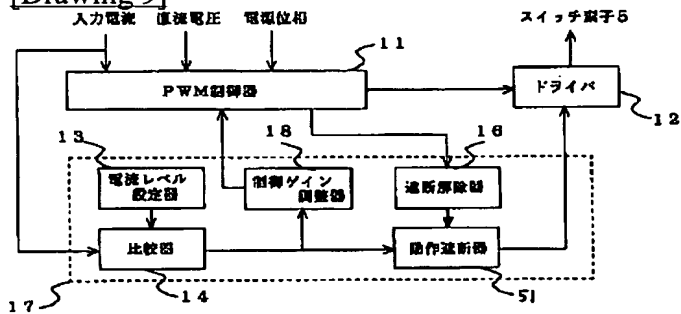 [Drawing 9]
入力電流 直流電圧 電源位相 スイッチ素子5
11
PWM制御器
ドライバ
12
13 18 16
電流レベル
設定器
制御ゲイン
調整器
遮断解除器
比較器
動作遮断器
17
14
51